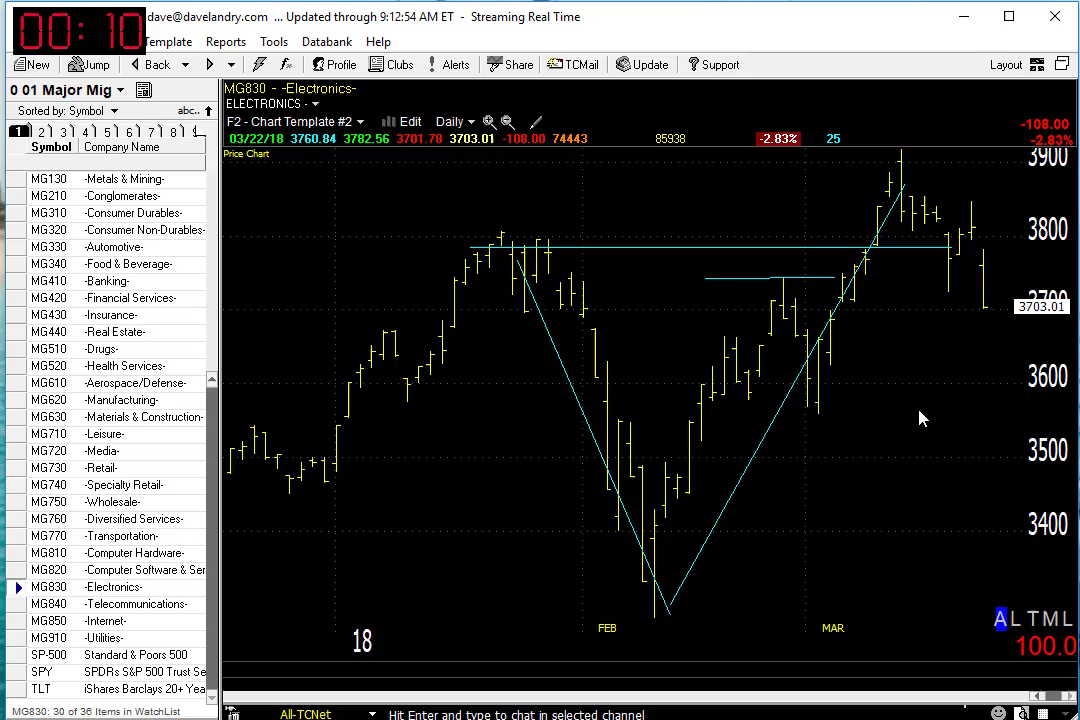 00:10
dave@davelandry.com ... Updated through 9:12:54 AM ET - Streaming Real Time
Template Reports Tools Databank Help
New Jump Back Profile Clubs Alerts Share TCMail Update Support Layout
0 01 Major Mig
Sorted by: Symbol abc..
1 2 3 4 5 6 7 8
Symbol Company Name
MG130 -Metals & Mining-
MG210 -Conglomerates-
MG310 -Consumer Durables-
MG320 -Consumer Non-Durables-
MG330 -Automotive-
MG340 -Food & Beverage-
MG410 -Banking-
MG420 -Financial Services-
MG430 -Insurance-
MG440 -Real Estate-
MG510 -Drugs-
MG520 -Health Services-
MG610 -Aerospace/Defense-
MG620 -Manufacturing-
MG630 -Materials & Construction-
MG710 -Leisure-
MG720 -Media-
MG730 -Retail-
MG740 -Specialty Retail-
MG750 -Wholesale-
MG760 -Diversified Services-
MG770 -Transportation-
MG810 -Computer Hardware-
MG820 -Computer Software & Ser
MG830 -Electronics-
MG840 -Telecommunications-
MG850 -Internet-
MG910 -Utilities-
SP-500 Standard & Poors 500
SPY SPDRs S&P 500 Trust Se
TLT iShares Barclays 20+ Yea
MG830: 30 of 36 Items in WatchList
MG830 - -Electronics-
ELECTRONICS -
F2 - Chart Template #2 Edit Daily
03/22/18 3760.84 3782.56 3701.78 3703.01 -108.00 74443 85938 -2.83% 25
-108.00
-2.83%
Price Chart
3900
3800
3700
3703.01
3600
3500
3400
FEB MAR
18
A L T M L
100.0
All-TCNet Hit Enter and type to chat in selected channel